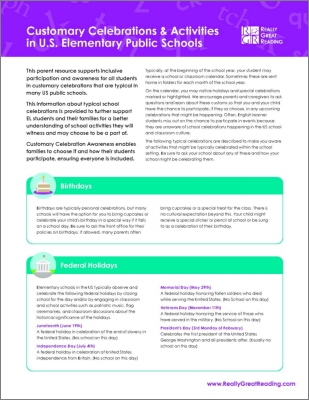 Customary Celebrations & Activities
in U.S. Elementary Public Schools
REALLY
GREAT
READING
This parent resource supports inclusive
participation and awareness for all students
in customary celebrations that are typical in
many US public schools.
This information about typical school
celebrations is provided to further support
EL students and their families for a better
understanding of school activities they will
witness and may choose to be a part of.
Customary Celebration Awareness enables
families to choose if and how their students
participate, ensuring everyone is included.
Typically, at the beginning of the school year, your student may
receive a school or classroom calendar. Sometimes these are sent
home in folders for each month of the school year.
On the calendar, you may notice holidays and special celebrations
marked or highlighted. We encourage parents and caregivers to ask
questions and learn about these customs so that you and your child
have the chance to participate, if they so choose, in any upcoming
celebrations that might be happening. Often, English learner
students may miss out on the chance to participate in events because
they are unaware of school celebrations happening in the US school
and classroom culture.
The following typical celebrations are disclosed to make you aware
of activities that might be typically celebrated within the school
setting. Be sure to ask your school about any of these and how your
school might be celebrating them.
Birthdays
Birthdays are typically personal celebrations, but many
schools will have the option for you to bring cupcakes or
celebrate your child's birthday in a special way if it falls
on a school day. Be sure to ask the front office for their
policies on birthdays. If allowed, many parents often
bring cupcakes or a special treat for the class. There is
no cultural expectation beyond this. Your child might
receive a special sticker or pencil at school or be sung
to as a celebration of their birthday.
Federal Holidays
Elementary schools in the US typically observe and
celebrate the following federal holidays by closing
school for the day and/or by engaging in classroom
and school activities such as patriotic music, flag
ceremonies, and classroom discussions about the
historical significance of the holidays.
Juneteenth (June 19th)
A federal holiday in celebration of the end of slavery in
the United States. (No School on this day)
Independence Day (July 4th)
A federal holiday in celebration of United States
independence from Britain. (No School on this day)
Memorial Day (May 29th)
A federal holiday honoring fallen soldiers who died
while serving the United States. (No School on this day)
Veterans Day (November 11th)
A federal holiday honoring the service of those who
have served in the military. (No School on this day)
President's Day (3rd Monday of February)
Celebrates the first president of the United States
George Washington and all presidents after. (Usually no
school on this day)
www.ReallyGreatReading.com